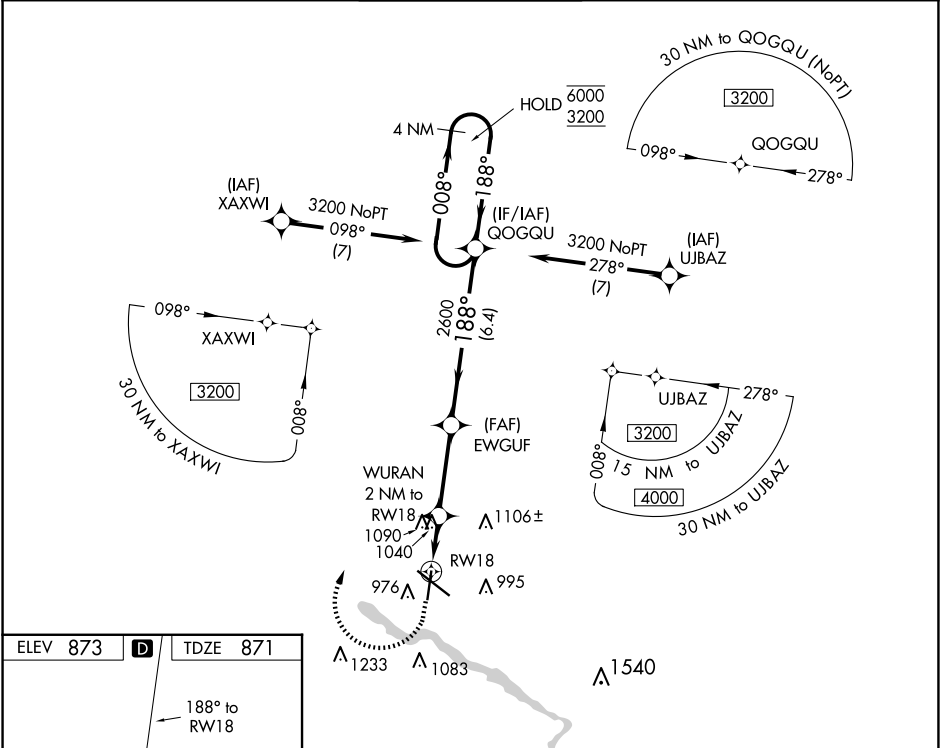 30 NM to QOGQU (NoPT)
3200
QOGQU
098°
278°
HOLD 6000
3200
4 NM
008°
188°
(IAF)
XAXWI
3200 NoPT
098°
(7)
(IF/IAF)
QOGQU
3200 NoPT
278°
(7)
(IAF)
UJBAZ
2600
188°
(6.4)
098°
XAXWI
3200
008°
30 NM to XAXWI
UJBAZ
278°
3200
008°
15 NM to UJBAZ
4000
30 NM to UJBAZ
(FAF)
EWGUF
WURAN
2 NM to
RW18
1090
1040
1106±
RW18
976
995
1233
1083
1540
ELEV 873 D TDZE 871
188° to
RW18